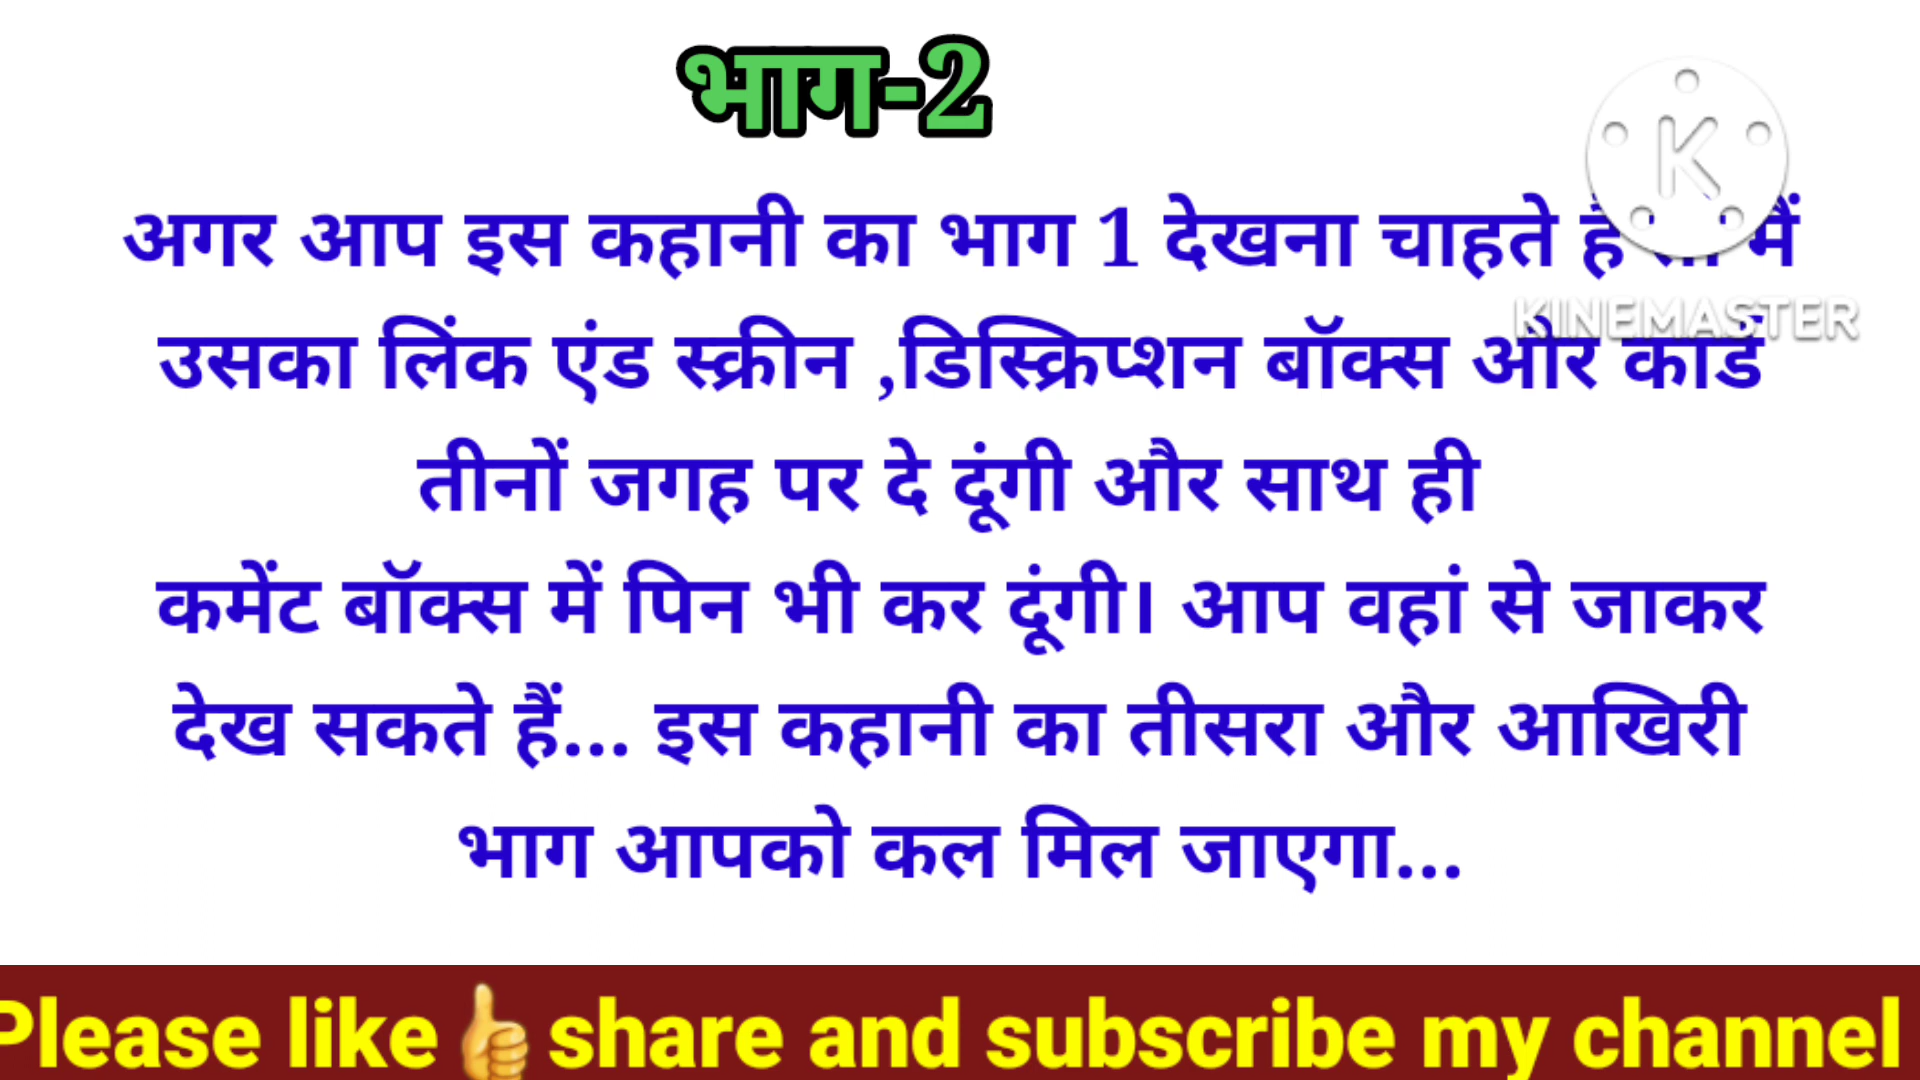 भाग-2
अगर आप इस कहानी का भाग 1 देखना चाहते मैं
उसका लिंक एंड स्क्रीन ,डिस्क्रिप्शन बॉक्स और कार्ड
KINEMASTER
तीनों जगह पर दे दूंगी और साथ ही
कमेंट बॉक्स में पिन भी कर दूंगी। आप वहां से जाकर
देख सकते हैं... इस कहानी का तीसरा और आखिरी
भाग आपको कल मिल जाएगा...
Please like 👍 share and subscribe my channel